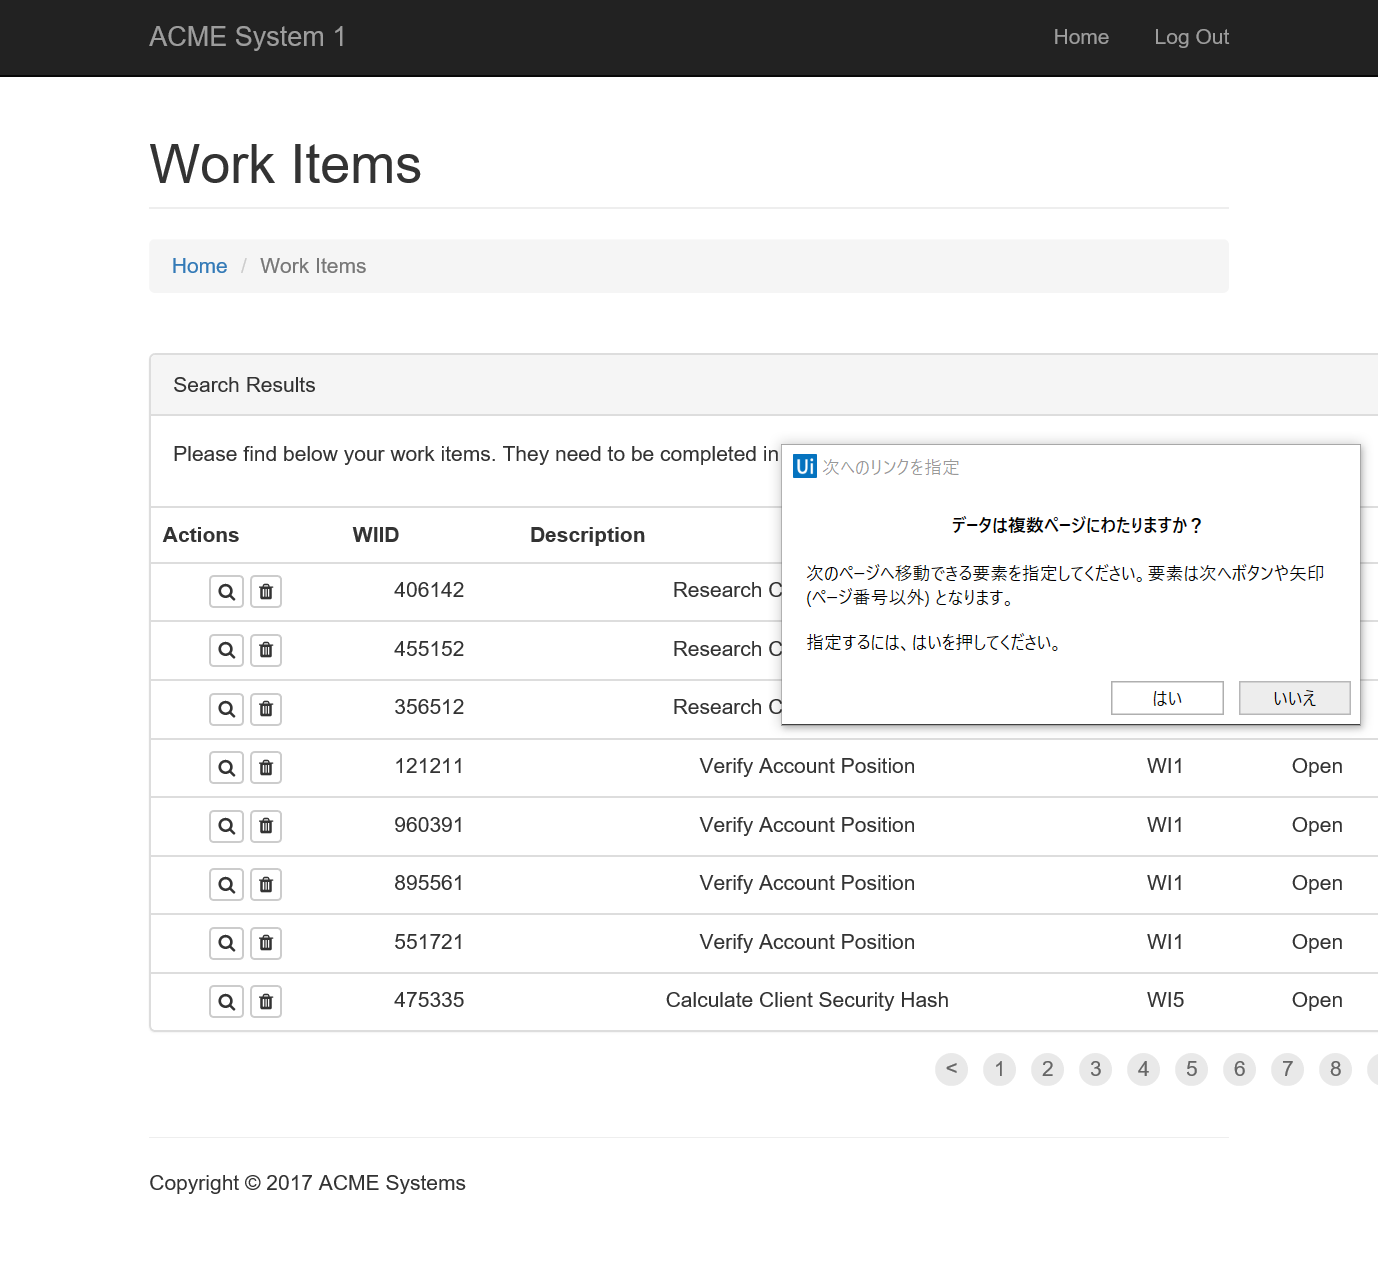 ACME System 1 Home Log Out
Work Items
Home / Work Items
Search Results
Please find below your work items. They need to be completed in
Ui 次へのリンクを指定
データは複数ページにわたりますか？
次のページへ移動できる要素を指定してください。要素は次へボタンや矢印
(ページ番号以外) となります。
指定するには、はいを押してください。
はい いいえ
Actions WIID Description
406142 Research C
455152 Research C
356512 Research C
121211 Verify Account Position WI1 Open
960391 Verify Account Position WI1 Open
895561 Verify Account Position WI1 Open
551721 Verify Account Position WI1 Open
475335 Calculate Client Security Hash WI5 Open
< 1 2 3 4 5 6 7 8
Copyright © 2017 ACME Systems